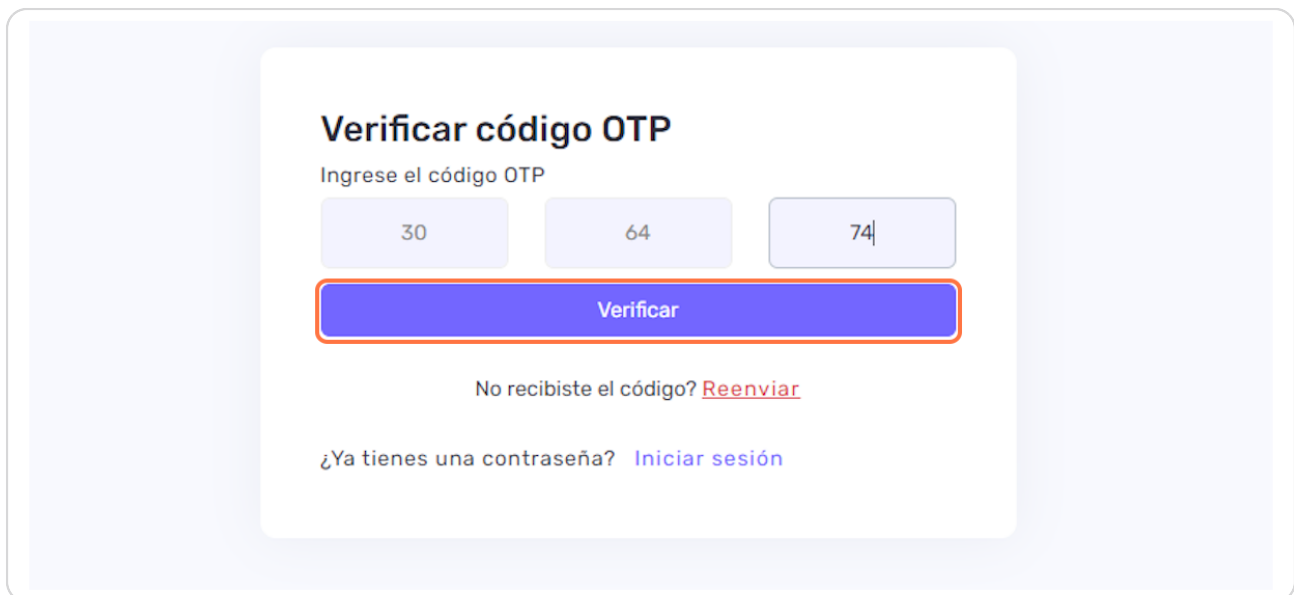 Verificar código OTP
Ingrese el código OTP
30 64 74
Verificar
No recibiste el código? Reenviar
¿Ya tienes una contraseña? Iniciar sesión